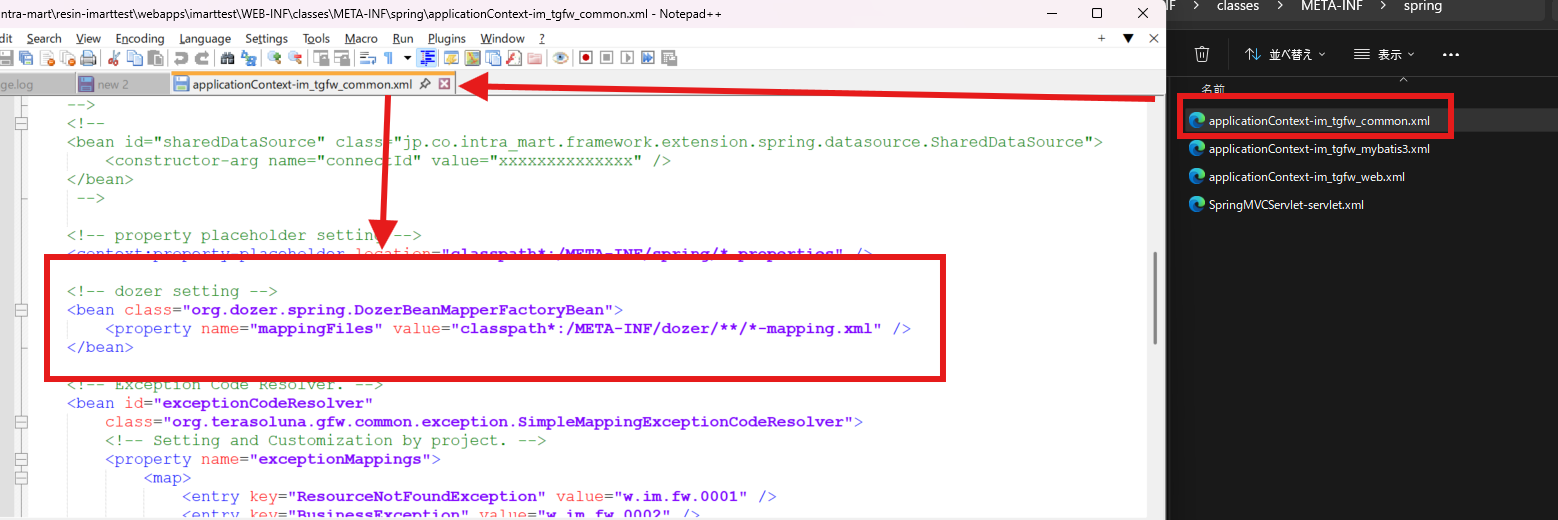 ntra-mart\resin-imarttest\webapps\imarttest\WEB-INF\classes\META-INF\spring\applicationContext-im_tgfw_common.xml - Notepad++
dit Search View Encoding Language Settings Tools Macro Run Plugins Window ?
ge.log new 2 applicationContext-im_tgfw_common.xml
-->
<!--
<bean id="sharedDataSource" class="jp.co.intra_mart.framework.extension.spring.datasource.SharedDataSource">
<constructor-arg name="connectId" value="xxxxxxxxxxxxxx" />
</bean>
-->
<!-- property placeholder setting -->
<context:property-placeholder location="classpath*:/META-INF/spring/*.properties" />
<!-- dozer setting -->
<bean class="org.dozer.spring.DozerBeanMapperFactoryBean">
<property name="mappingFiles" value="classpath*:/META-INF/dozer/**/*-mapping.xml" />
</bean>
<!-- Exception Code Resolver. -->
<bean id="exceptionCodeResolver"
class="org.terasoluna.gfw.common.exception.SimpleMappingExceptionCodeResolver">
<!-- Setting and Customization by project. -->
<property name="exceptionMappings">
<map>
<entry key="ResourceNotFoundException" value="w.im.fw.0001" />
<entry key="BusinessException" value="w.im.fw.0002" />
IF > classes > META-INF > spring
並べ替え 表示
名前
applicationContext-im_tgfw_common.xml
applicationContext-im_tgfw_mybatis3.xml
applicationContext-im_tgfw_web.xml
SpringMVCServlet-servlet.xml